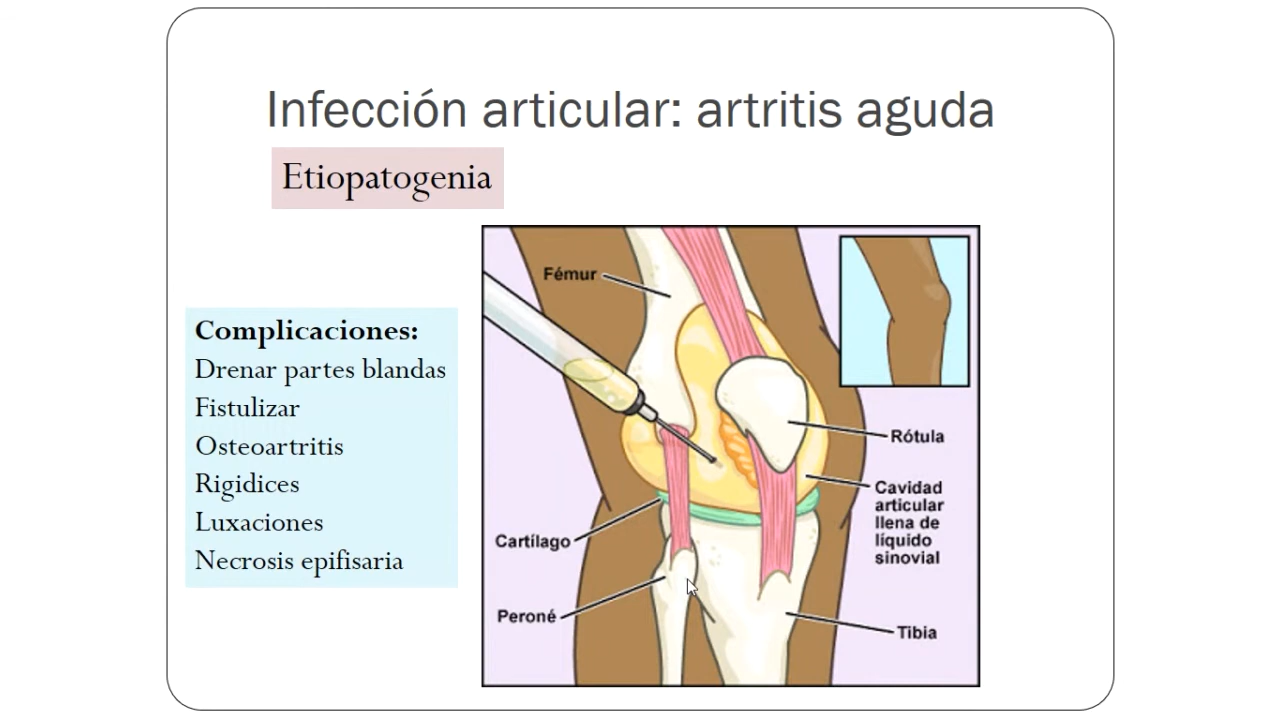 Infección articular: artritis aguda
Etiopatogenia
Complicaciones:
Drenar partes blandas
Fistulizar
Osteoartritis
Rigidices
Luxaciones
Necrosis epifisaria
Fémur
Rótula
Cavidad
articular
llena de
líquido
sinovial
Cartílago
Peroné
Tibia